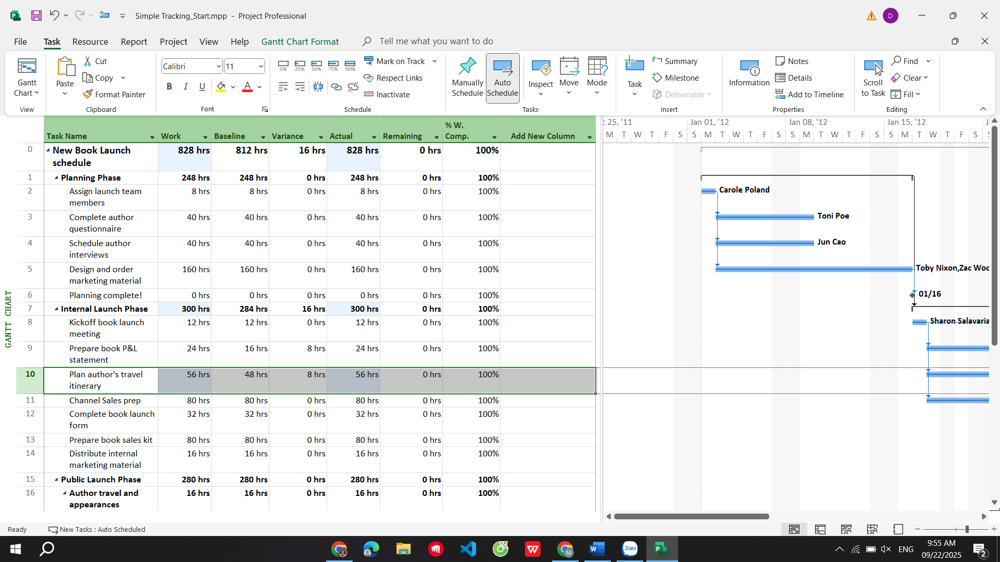 Simple Tracking_Start.mpp - Project Professional
D
File Task Resource Report Project View Help Gantt Chart Format Tell me what you want to do
Gantt Chart
View
Paste
Cut
Copy
Format Painter
Clipboard
Calibri 11
B I U A
Font
0% 25% 50% 75% 100%
Mark on Track
Respect Links
Inactivate
Schedule
Manually Schedule
Auto Schedule
Inspect
Move
Mode
Tasks
Task
Summary
Milestone
Deliverable
Insert
Information
Notes
Details
Add to Timeline
Properties
Scroll to Task
Find
Clear
Fill
Editing
Task Name Work Baseline Variance Actual Remaining % W. Comp. Add New Column
0 New Book Launch schedule 828 hrs 812 hrs 16 hrs 828 hrs 0 hrs 100%
1 Planning Phase 248 hrs 248 hrs 0 hrs 248 hrs 0 hrs 100%
2 Assign launch team members 8 hrs 8 hrs 0 hrs 8 hrs 0 hrs 100%
3 Complete author questionnaire 40 hrs 40 hrs 0 hrs 40 hrs 0 hrs 100%
4 Schedule author interviews 40 hrs 40 hrs 0 hrs 40 hrs 0 hrs 100%
5 Design and order marketing material 160 hrs 160 hrs 0 hrs 160 hrs 0 hrs 100%
6 Planning complete! 0 hrs 0 hrs 0 hrs 0 hrs 0 hrs 100%
7 Internal Launch Phase 300 hrs 284 hrs 16 hrs 300 hrs 0 hrs 100%
8 Kickoff book launch meeting 12 hrs 12 hrs 0 hrs 12 hrs 0 hrs 100%
9 Prepare book P&L statement 24 hrs 16 hrs 8 hrs 24 hrs 0 hrs 100%
10 Plan author's travel itinerary 56 hrs 48 hrs 8 hrs 56 hrs 0 hrs 100%
11 Channel Sales prep 80 hrs 80 hrs 0 hrs 80 hrs 0 hrs 100%
12 Complete book launch form 32 hrs 32 hrs 0 hrs 32 hrs 0 hrs 100%
13 Prepare book sales kit 80 hrs 80 hrs 0 hrs 80 hrs 0 hrs 100%
14 Distribute internal marketing material 16 hrs 16 hrs 0 hrs 16 hrs 0 hrs 100%
15 Public Launch Phase 280 hrs 280 hrs 0 hrs 280 hrs 0 hrs 100%
16 Author travel and appearances 16 hrs 16 hrs 0 hrs 16 hrs 0 hrs 100%
GANTT CHART
25, '11 Jan 01, '12 Jan 08, '12 Jan 15, '12 J
M T W T F S S M T W T F S S M T W T F S S M T W T F S
Carole Poland
Toni Poe
Jun Cao
Toby Nixon,Zac Woo
01/16
Sharon Salavaria
Ready New Tasks : Auto Scheduled
Zalo
ENG
9:55 AM
09/22/2025
2